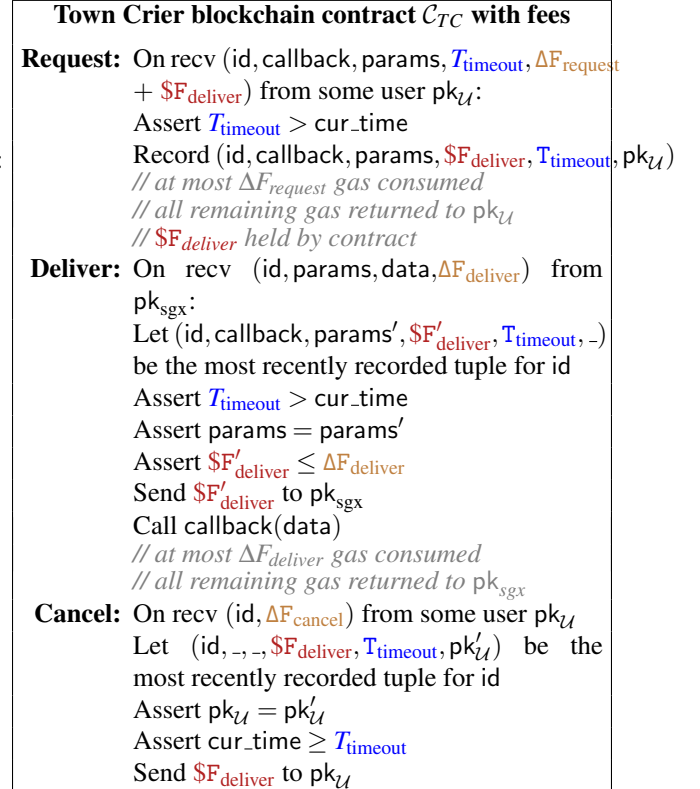 Town Crier blockchain contract 𝒞_TC with fees
Request: On recv (id, callback, params, T_timeout, ΔF_request
+ $F_deliver) from some user pk_𝒰:
Assert T_timeout > cur_time
:
Record (id, callback, params, $F_deliver, T_timeout, pk_𝒰)
// at most ΔF_request gas consumed
// all remaining gas returned to pk_𝒰
// $F_deliver held by contract
Deliver: On recv (id, params, data, ΔF_deliver) from
pk_sgx:
Let (id, callback, params′, $F′_deliver, T_timeout, _)
be the most recently recorded tuple for id
Assert T_timeout > cur_time
Assert params = params′
Assert $F′_deliver ≤ ΔF_deliver
Send $F′_deliver to pk_sgx
Call callback(data)
// at most ΔF_deliver gas consumed
// all remaining gas returned to pk_sgx
Cancel: On recv (id, ΔF_cancel) from some user pk_𝒰
Let (id, _, _, $F_deliver, T_timeout, pk′_𝒰) be the
most recently recorded tuple for id
Assert pk_𝒰 = pk′_𝒰
Assert cur_time ≥ T_timeout
Send $F_deliver to pk_𝒰